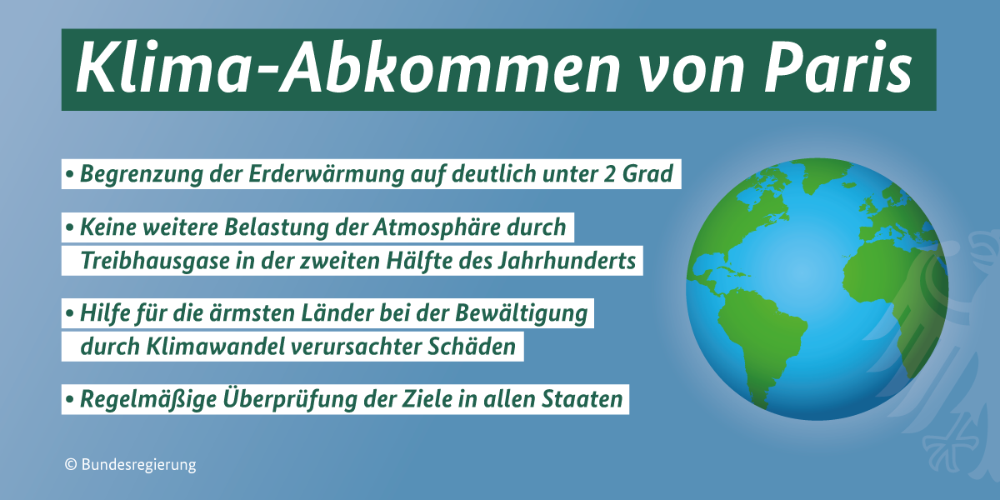 Klima-Abkommen von Paris
• Begrenzung der Erderwärmung auf deutlich unter 2 Grad
• Keine weitere Belastung der Atmosphäre durch
Treibhausgase in der zweiten Hälfte des Jahrhunderts
• Hilfe für die ärmsten Länder bei der Bewältigung
durch Klimawandel verursachter Schäden
• Regelmäßige Überprüfung der Ziele in allen Staaten
© Bundesregierung